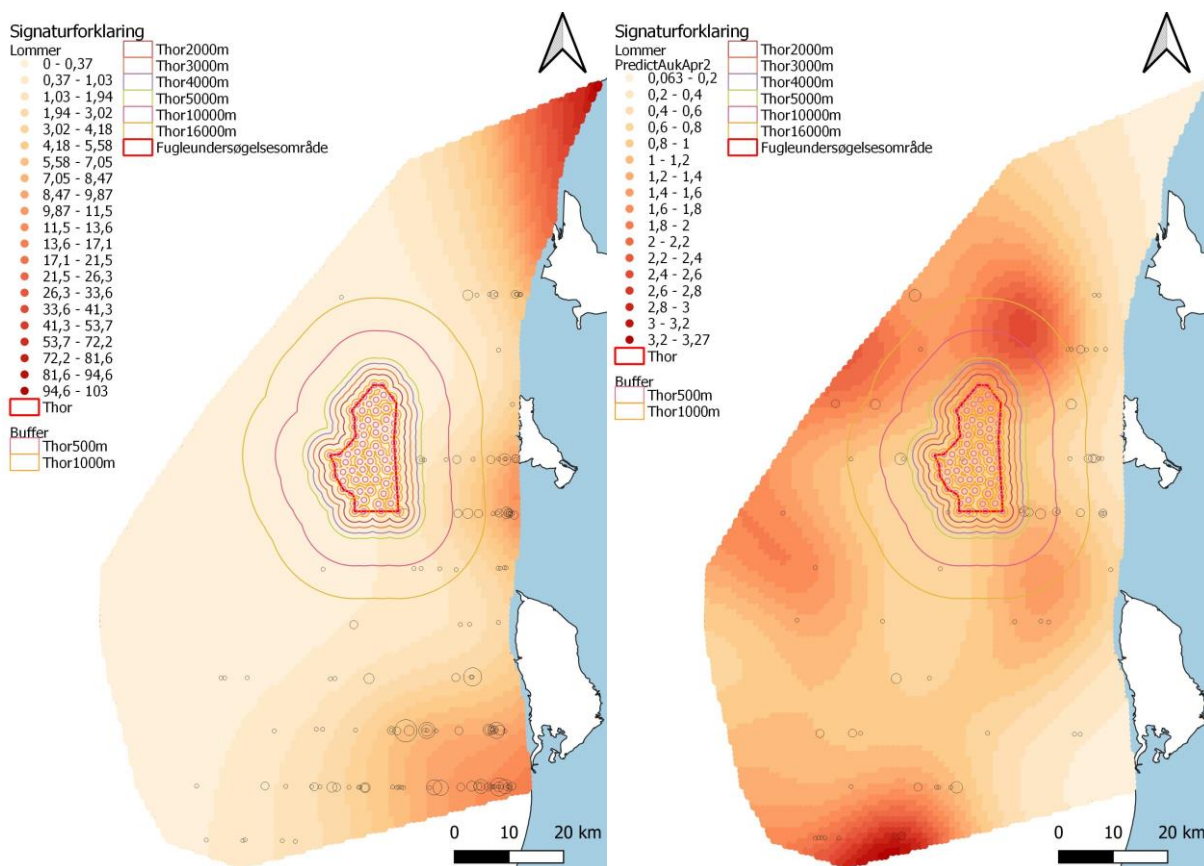 Signaturforklaring
Lommer
0 - 0,37
0,37 - 1,03
1,03 - 1,94
1,94 - 3,02
3,02 - 4,18
4,18 - 5,58
5,58 - 7,05
7,05 - 8,47
8,47 - 9,87
9,87 - 11,5
11,5 - 13,6
13,6 - 17,1
17,1 - 21,5
21,5 - 26,3
26,3 - 33,6
33,6 - 41,3
41,3 - 53,7
53,7 - 72,2
72,2 - 81,6
81,6 - 94,6
94,6 - 103
Thor
Buffer
Thor500m
Thor1000m
Thor2000m
Thor3000m
Thor4000m
Thor5000m
Thor10000m
Thor16000m
Fugleundersøgelsesområde
0 10 20 km
Signaturforklaring
Lommer
PredictAukApr2
0,063 - 0,2
0,2 - 0,4
0,4 - 0,6
0,6 - 0,8
0,8 - 1
1 - 1,2
1,2 - 1,4
1,4 - 1,6
1,6 - 1,8
1,8 - 2
2 - 2,2
2,2 - 2,4
2,4 - 2,6
2,6 - 2,8
2,8 - 3
3 - 3,2
3,2 - 3,27
Thor
Buffer
Thor500m
Thor1000m
Thor2000m
Thor3000m
Thor4000m
Thor5000m
Thor10000m
Thor16000m
Fugleundersøgelsesområde
0 10 20 km